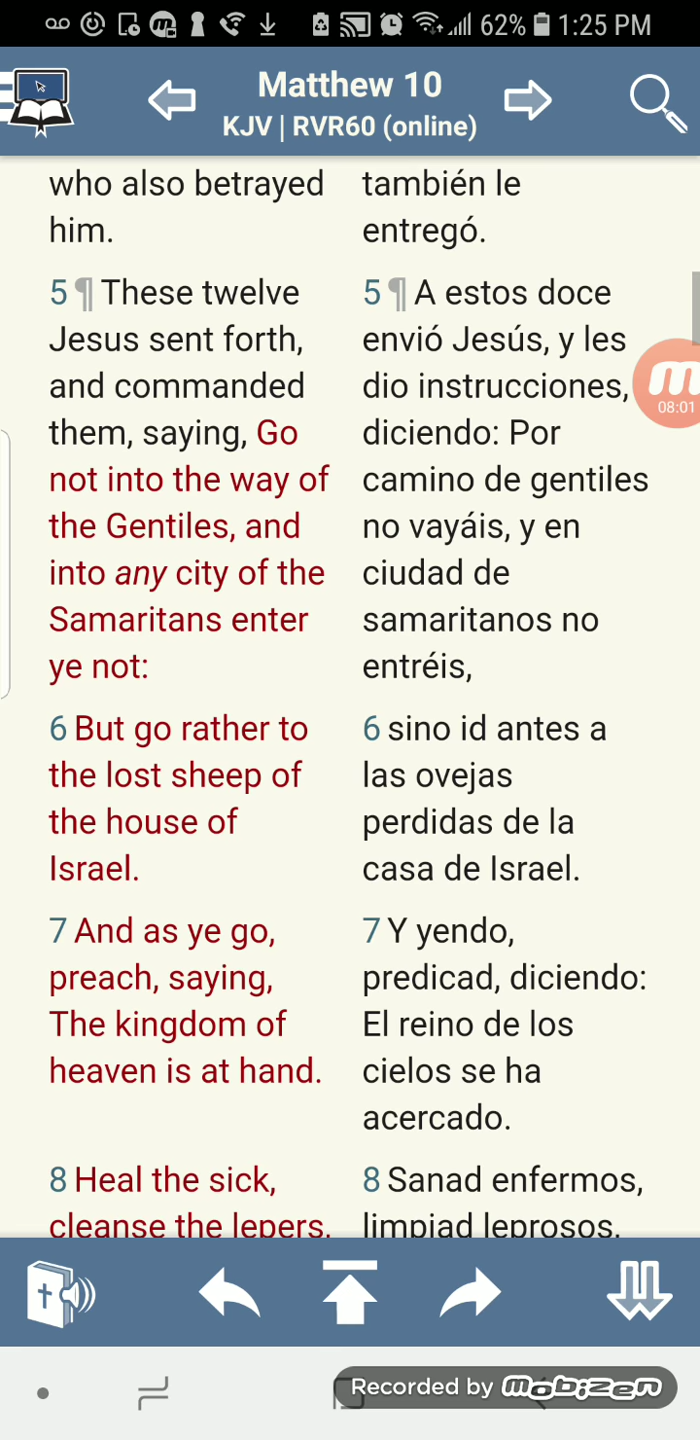 62% 1:25 PM
Matthew 10
KJV | RVR60 (online)
who also betrayed
him.
5 ¶ These twelve
Jesus sent forth,
and commanded
them, saying, Go
not into the way of
the Gentiles, and
into any city of the
Samaritans enter
ye not:
6 But go rather to
the lost sheep of
the house of
Israel.
7 And as ye go,
preach, saying,
The kingdom of
heaven is at hand.
8 Heal the sick,
cleanse the lepers,
también le
entregó.
5 ¶ A estos doce
envió Jesús, y les
dio instrucciones,
diciendo: Por
camino de gentiles
no vayáis, y en
ciudad de
samaritanos no
entréis,
6 sino id antes a
las ovejas
perdidas de la
casa de Israel.
7 Y yendo,
predicad, diciendo:
El reino de los
cielos se ha
acercado.
8 Sanad enfermos,
limpiad leprosos,
m
08:01
Recorded by mobizen